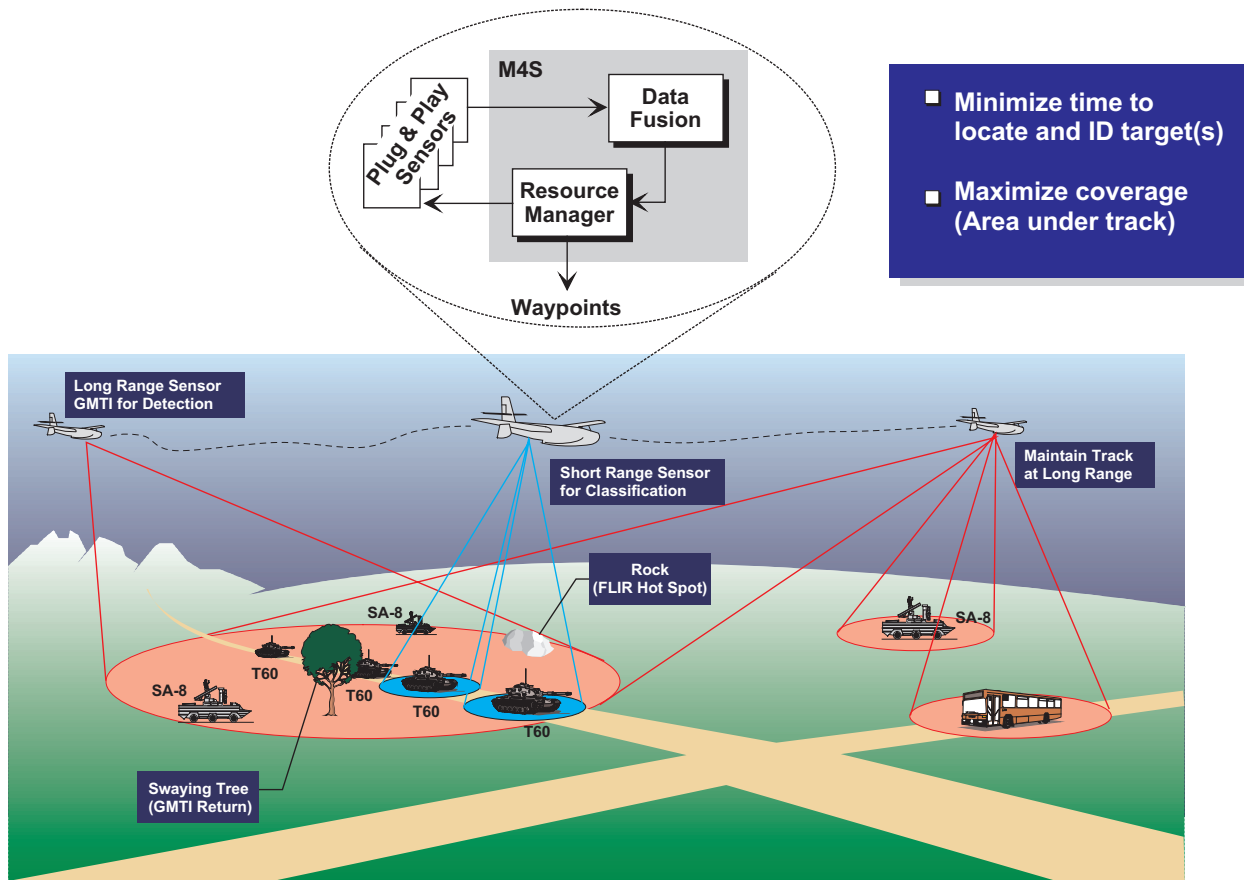 M4S
Plug & Play
Sensors
Data
Fusion
Resource
Manager
Waypoints
Minimize time to
locate and ID target(s)
Maximize coverage
(Area under track)
Long Range Sensor
GMTI for Detection
Short Range Sensor
for Classification
Maintain Track
at Long Range
Rock
(FLIR Hot Spot)
SA-8
SA-8
T60
T60
SA-8
T60
T60
Swaying Tree
(GMTI Return)